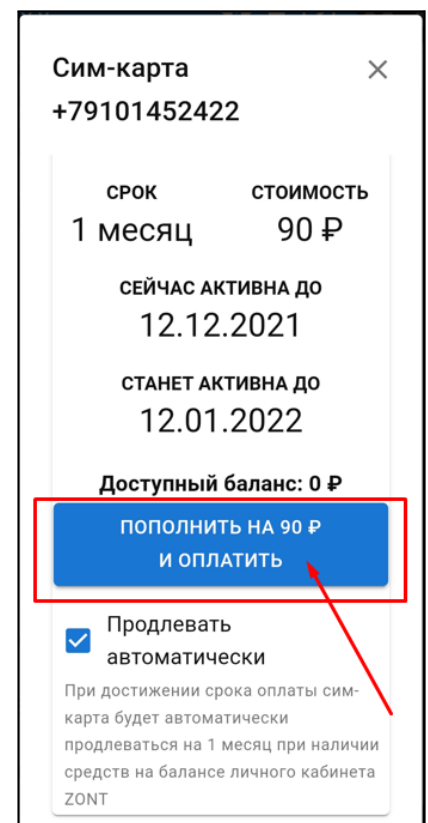 Сим-карта
+79101452422
СРОК СТОИМОСТЬ
1 месяц 90 ₽
СЕЙЧАС АКТИВНА ДО
12.12.2021
СТАНЕТ АКТИВНА ДО
12.01.2022
Доступный баланс: 0 ₽
ПОПОЛНИТЬ НА 90 ₽
И ОПЛАТИТЬ
Продлевать
автоматически
При достижении срока оплаты сим-
карта будет автоматически
продлеваться на 1 месяц при наличии
средств на балансе личного кабинета
ZONT